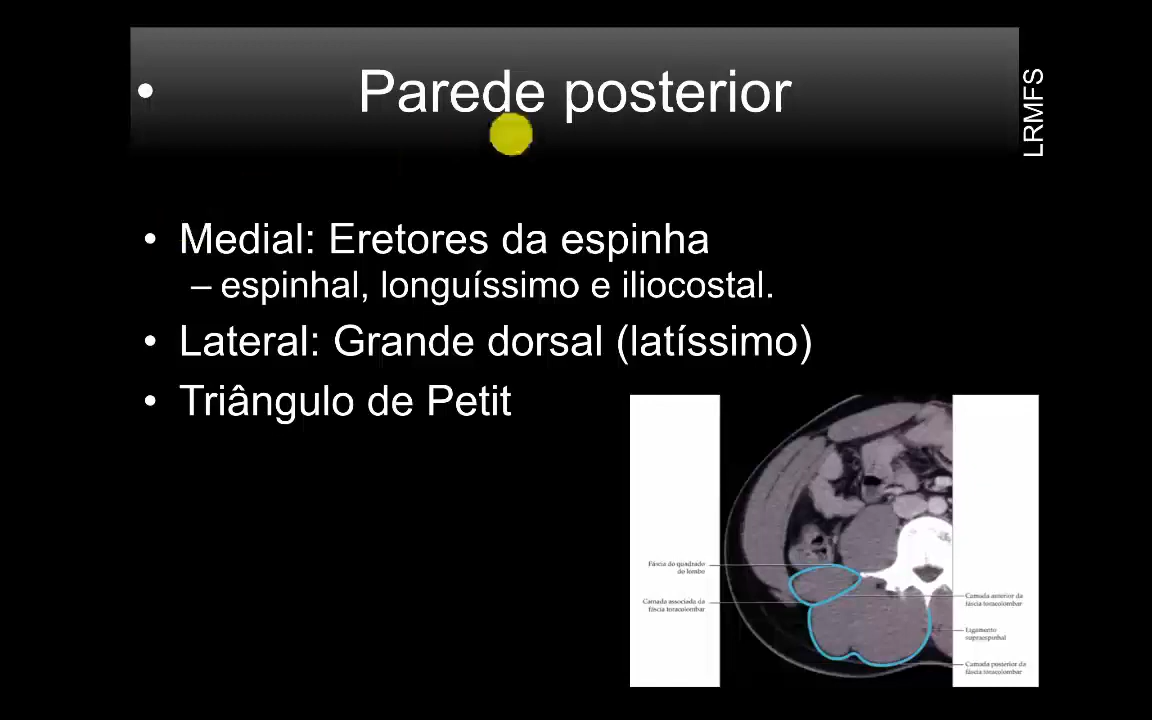 • Parede posterior
LRMFS
• Medial: Eretores da espinha
– espinhal, longuíssimo e iliocostal.
• Lateral: Grande dorsal (latíssimo)
• Triângulo de Petit
Fáscia do quadrado
do lombo
Camada associada da
fáscia toracolombar
Camada anterior da
fáscia toracolombar
Ligamento
supraespinhal
Camada posterior da
fáscia toracolombar